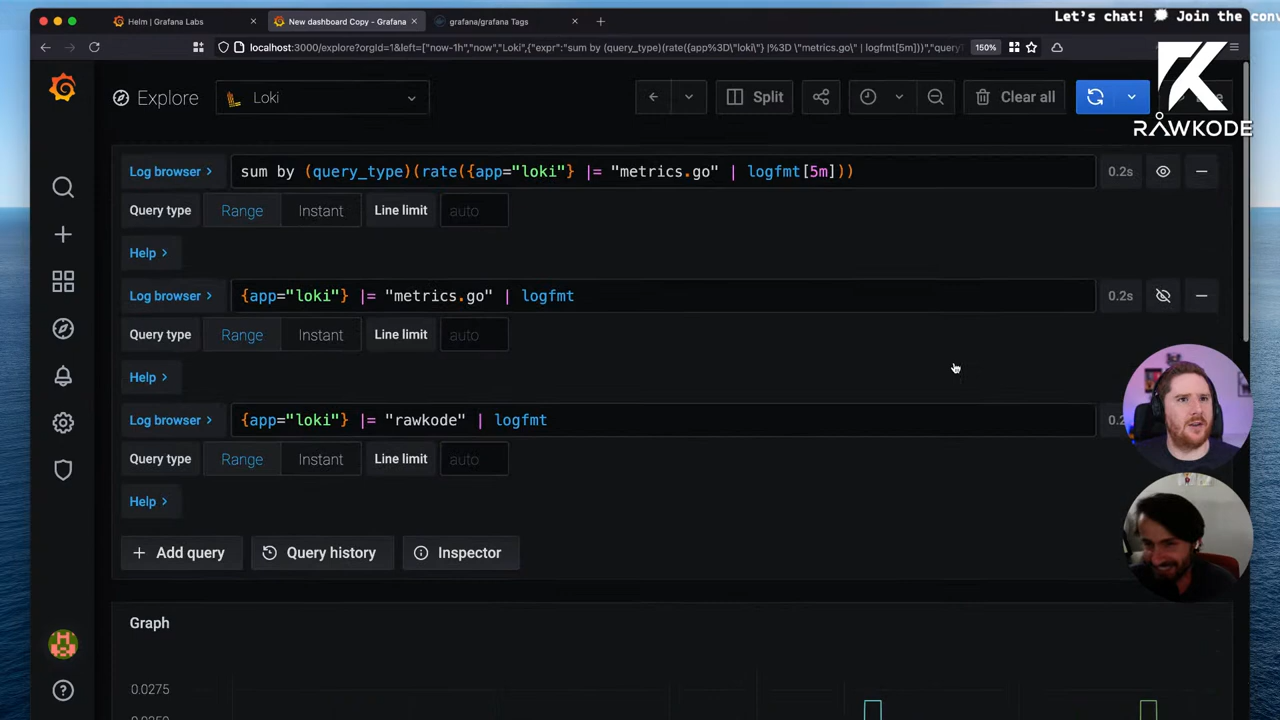 Let's chat! Join the conv
Helm | Grafana Labs
New dashboard Copy - Grafana
grafana/grafana Tags
localhost:3000/explore?orgId=1&left=["now-1h","now","Loki",{"expr":"sum by (query_type)(rate({app%3D\"loki\"} |%3D \"metrics.go\" | logfmt[5m]))","query
150%
Explore
Loki
Split
Clear all
RAWKODE
Log browser >
sum by (query_type)(rate({app="loki"} |= "metrics.go" | logfmt[5m]))
0.2s
Query type
Range
Instant
Line limit
auto
Help >
Log browser >
{app="loki"} |= "metrics.go" | logfmt
0.2s
Query type
Range
Instant
Line limit
auto
Help >
Log browser >
{app="loki"} |= "rawkode" | logfmt
0.2
Query type
Range
Instant
Line limit
auto
Help >
+ Add query
Query history
Inspector
Graph
0.0275